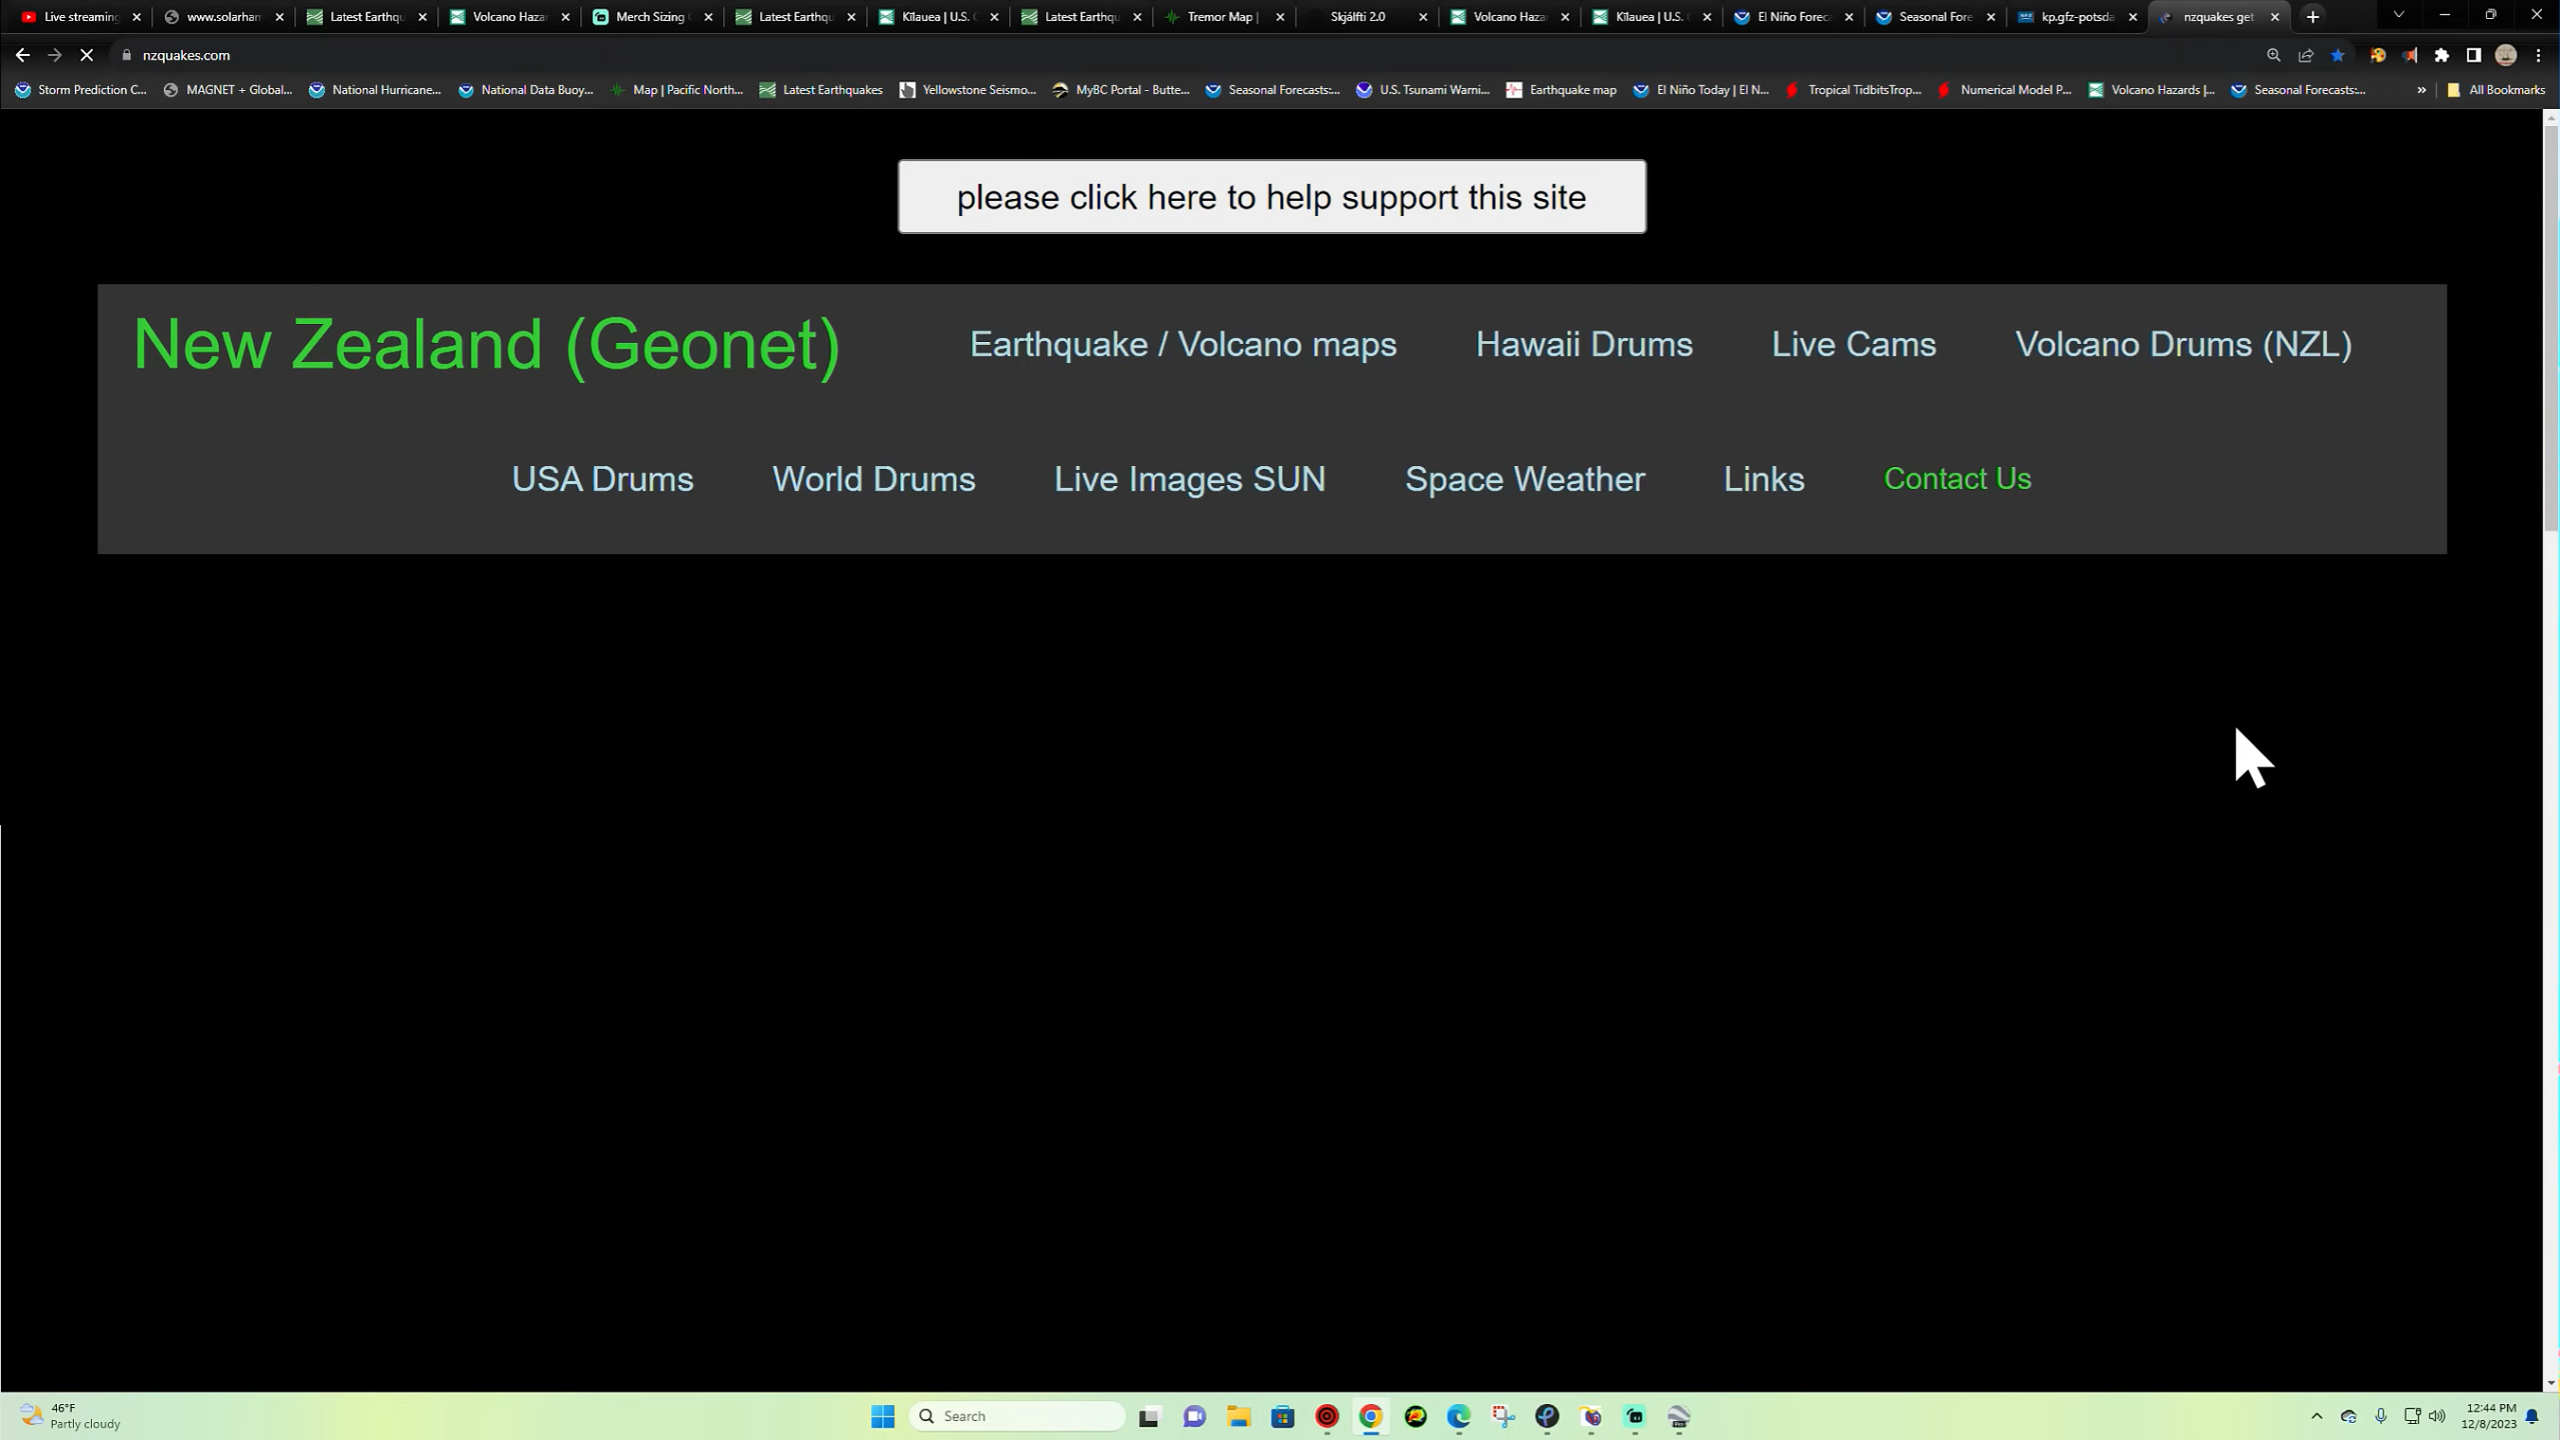 Live streaming
www.solarham
Latest Earthqu
Volcano Hazar
Merch Sizing
Latest Earthqu
Kīlauea | U.S.
Latest Earthqu
Tremor Map |
Skjálfti 2.0
Volcano Haza
Kīlauea | U.S.
El Niño Foreca
Seasonal Fore
kp.gfz-potsda
nzquakes get
nzquakes.com
Storm Prediction C...
MAGNET + Global...
National Hurricane...
National Data Buoy...
Map | Pacific North...
Latest Earthquakes
Yellowstone Seismo...
MyBC Portal - Butte...
Seasonal Forecasts:...
U.S. Tsunami Warni...
Earthquake map
El Niño Today | El N...
Tropical TidbitsTrop...
Numerical Model P...
Volcano Hazards |...
Seasonal Forecasts:...
»
All Bookmarks
please click here to help support this site
New Zealand (Geonet)
Earthquake / Volcano maps
Hawaii Drums
Live Cams
Volcano Drums (NZL)
USA Drums
World Drums
Live Images SUN
Space Weather
Links
Contact Us
46°F
Partly cloudy
Search
12:44 PM
12/8/2023